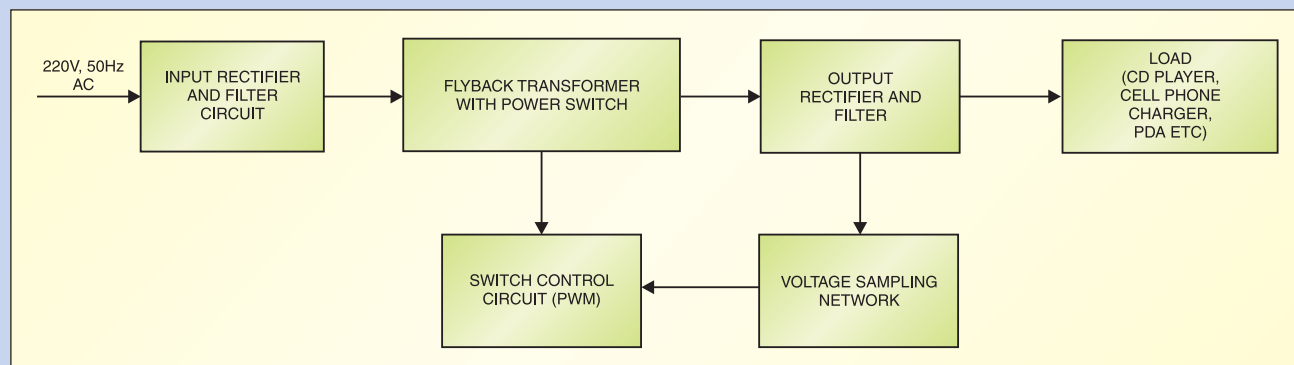 220V, 50Hz
AC
INPUT RECTIFIER
AND FILTER
CIRCUIT
FLYBACK TRANSFORMER
WITH POWER SWITCH
OUTPUT
RECTIFIER AND
FILTER
LOAD
(CD PLAYER,
CELL PHONE
CHARGER,
PDA ETC)
SWITCH CONTROL
CIRCUIT (PWM)
VOLTAGE SAMPLING
NETWORK